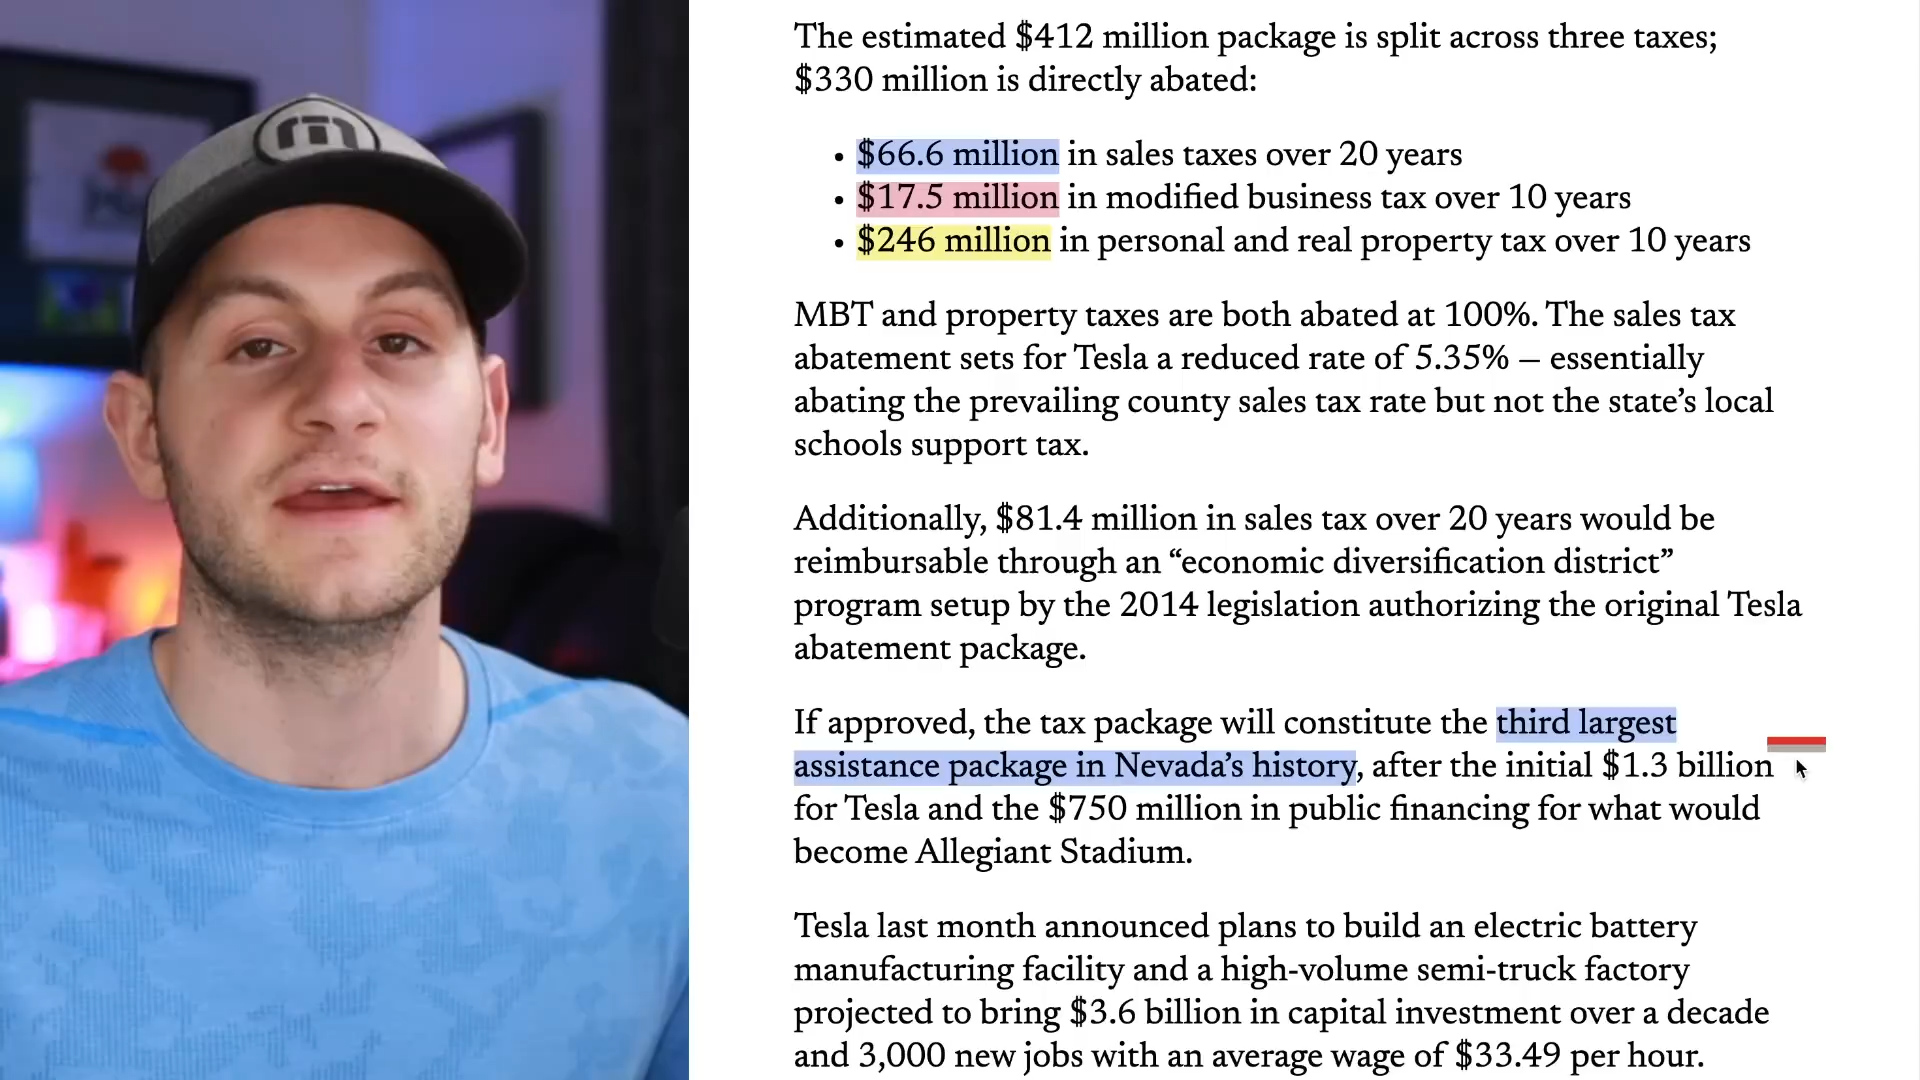 The estimated $412 million package is split across three taxes;
$330 million is directly abated:
• $66.6 million in sales taxes over 20 years
• $17.5 million in modified business tax over 10 years
• $246 million in personal and real property tax over 10 years
MBT and property taxes are both abated at 100%. The sales tax
abatement sets for Tesla a reduced rate of 5.35% – essentially
abating the prevailing county sales tax rate but not the state’s local
schools support tax.
Additionally, $81.4 million in sales tax over 20 years would be
reimbursable through an “economic diversification district”
program setup by the 2014 legislation authorizing the original Tesla
abatement package.
If approved, the tax package will constitute the third largest
assistance package in Nevada’s history, after the initial $1.3 billion
for Tesla and the $750 million in public financing for what would
become Allegiant Stadium.
Tesla last month announced plans to build an electric battery
manufacturing facility and a high-volume semi-truck factory
projected to bring $3.6 billion in capital investment over a decade
and 3,000 new jobs with an average wage of $33.49 per hour.